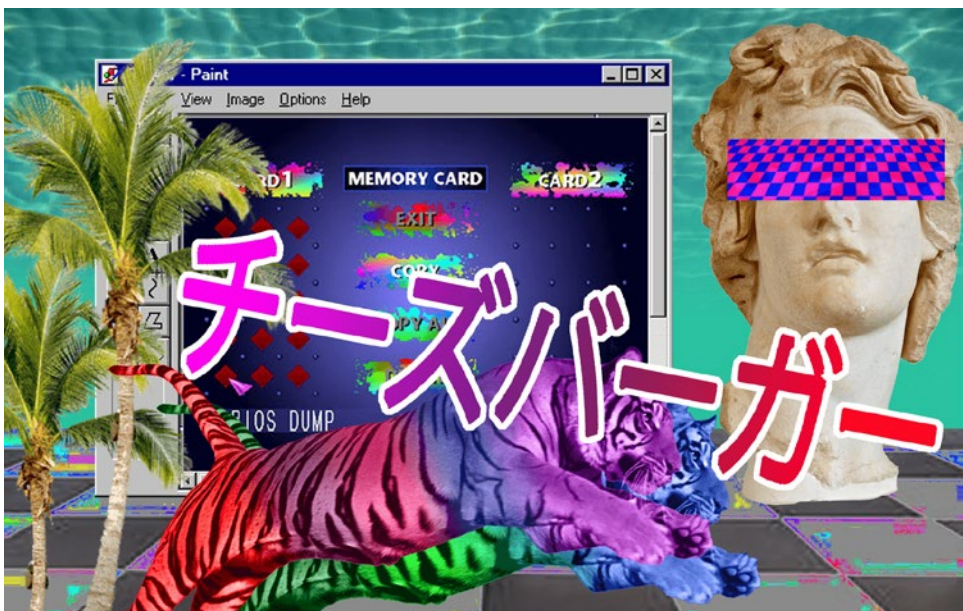 - Paint
View Image Options Help
MEMORY CARD
CARD2
EXIT
COPY
チーズバーガー
BIOS DUMP